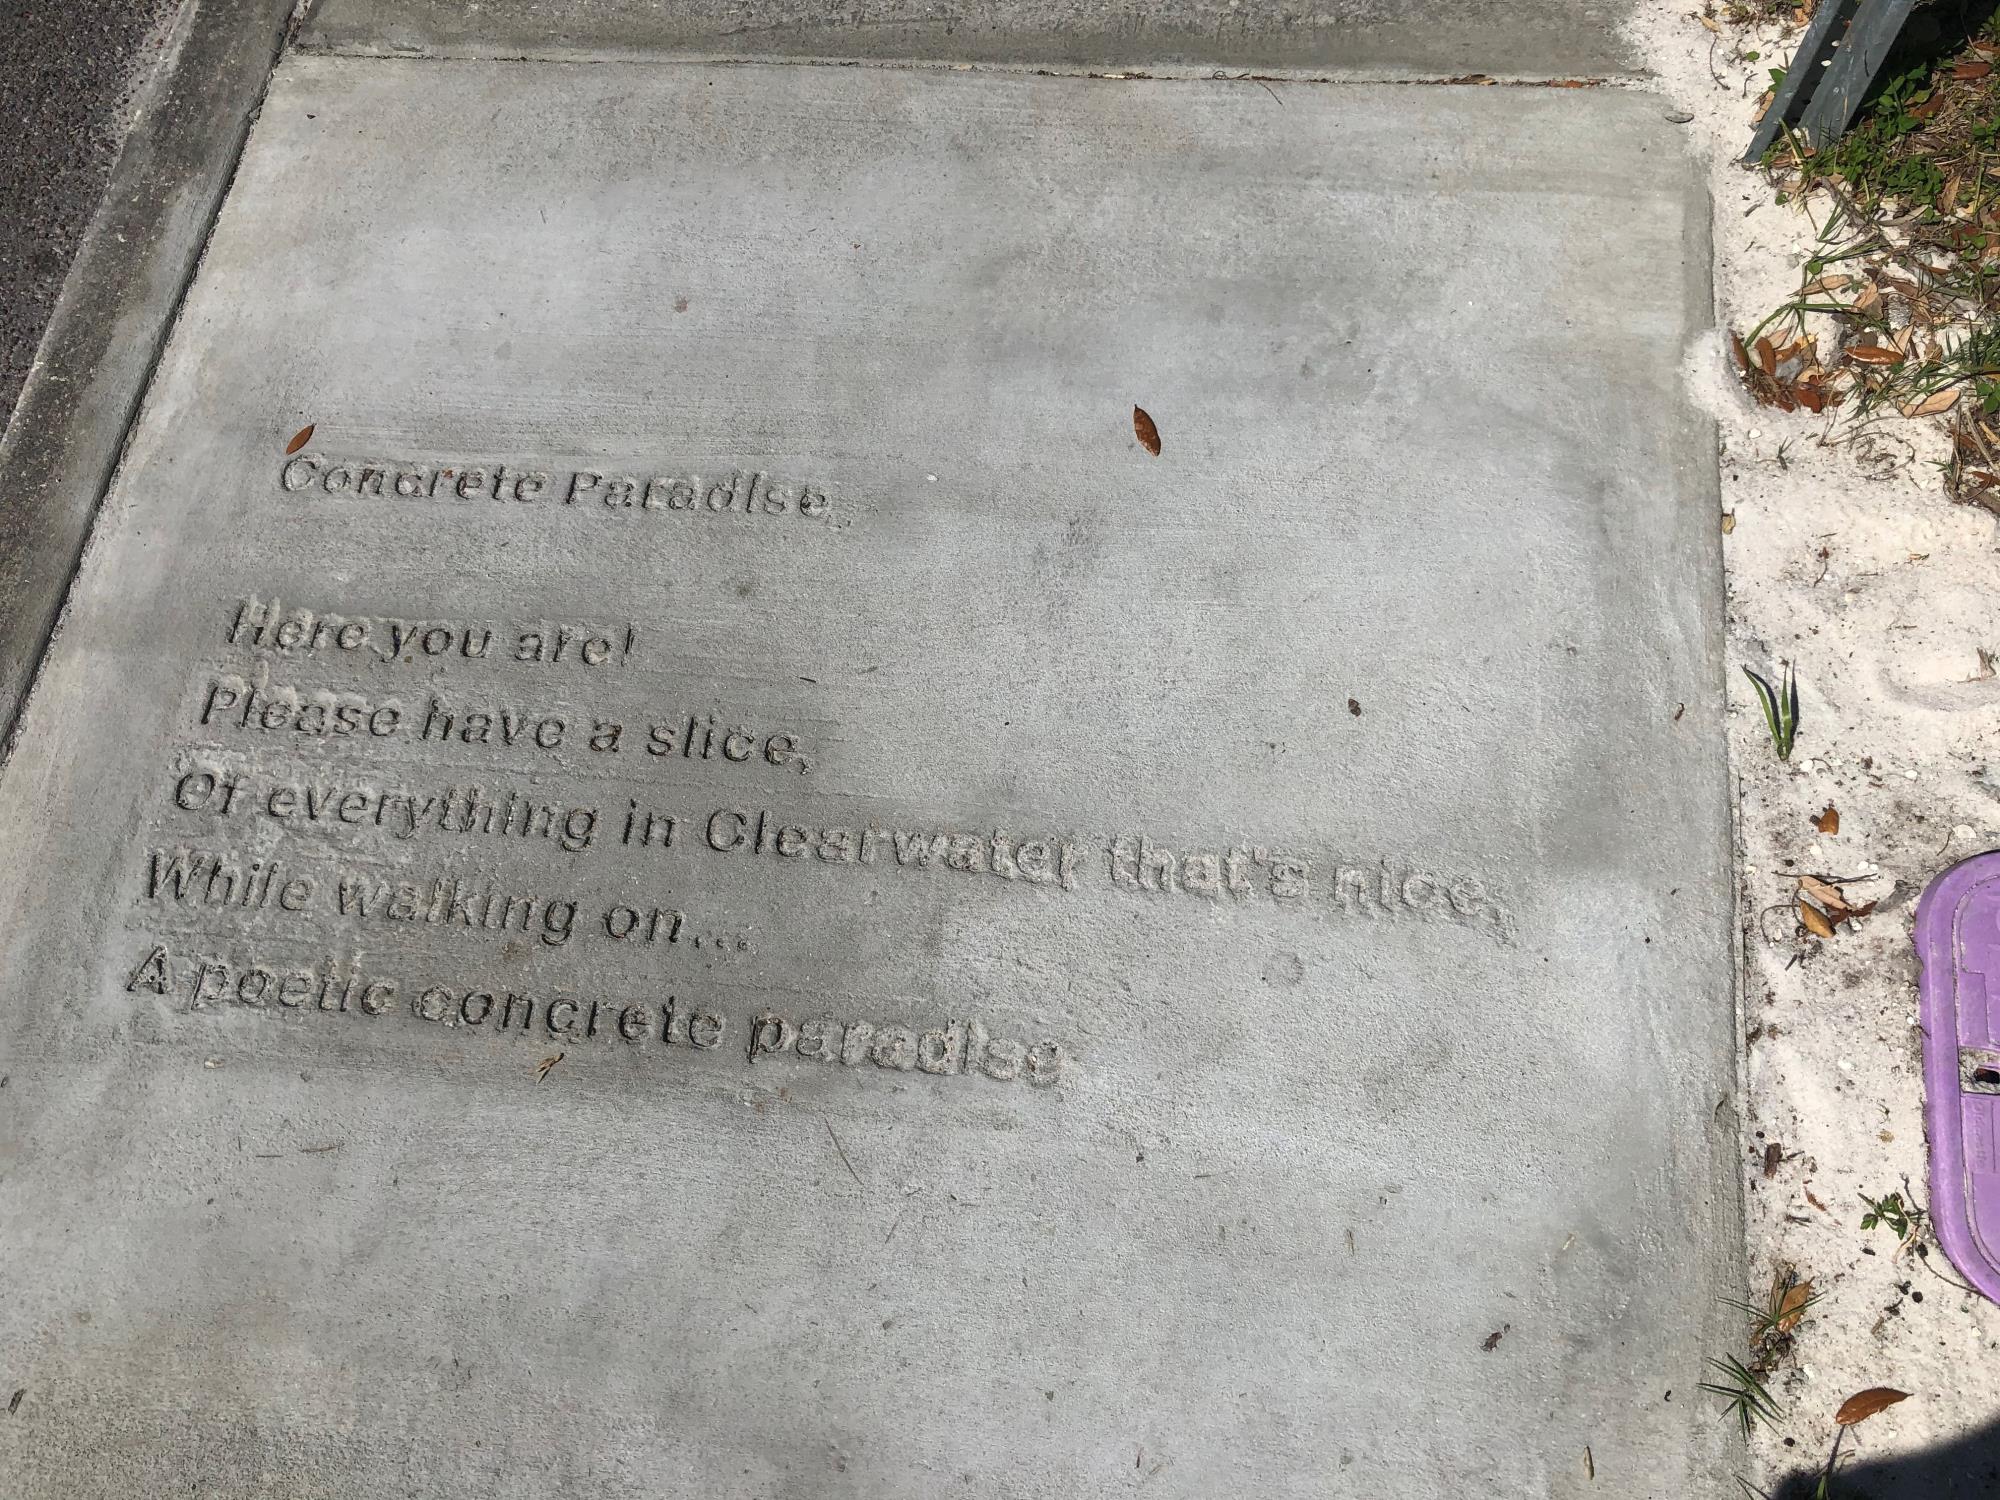 Concrete Paradise,
Here you are!
Please have a slice,
Of everything in Clearwater that's nice,
While walking on...
A poetic concrete paradise